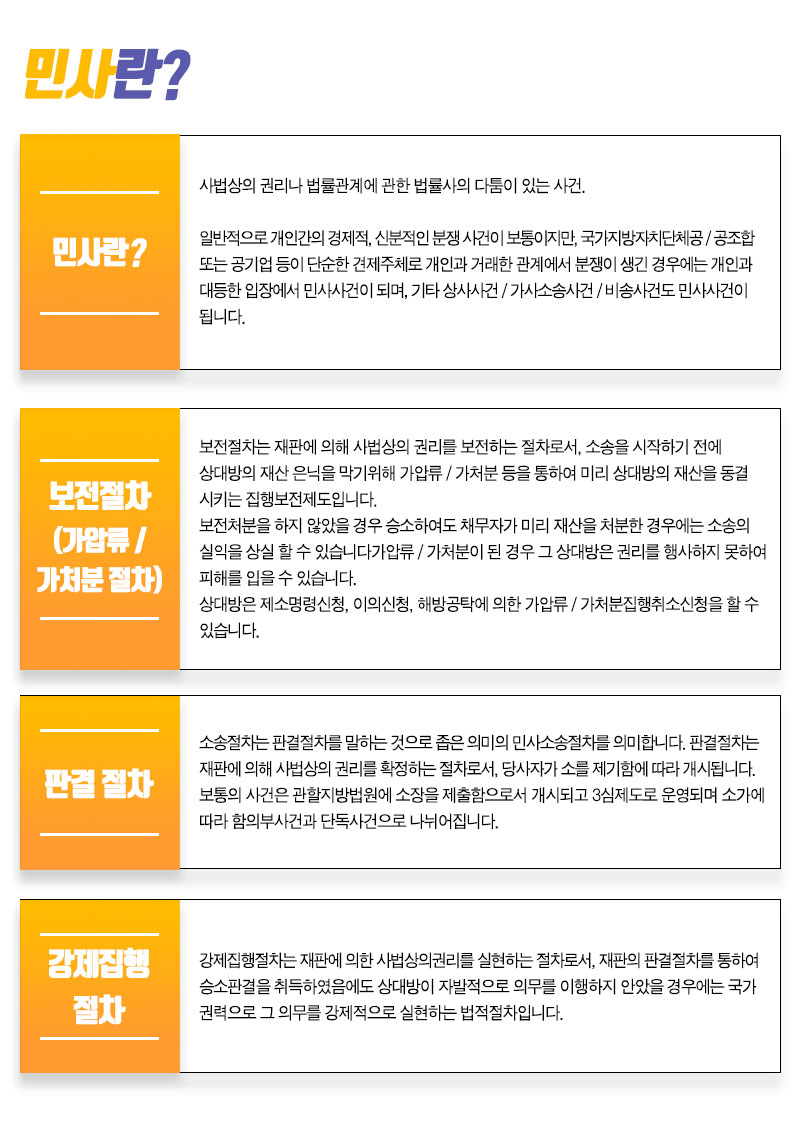 민사란?
민사란?
사법상의 권리나 법률관계에 관한 법률사의 다툼이 있는 사건.
일반적으로 개인간의 경제적, 신분적인 분쟁 사건이 보통이지만, 국가지방자치단체공 / 공조합
또는 공기업 등이 단순한 견제주체로 개인과 거래한 관계에서 분쟁이 생긴 경우에는 개인과
대등한 입장에서 민사사건이 되며, 기타 상사사건 / 가사소송사건 / 비송사건도 민사사건이
됩니다.
보전절차
(가압류 /
가처분 절차)
보전절차는 재판에 의해 사법상의 권리를 보전하는 절차로서, 소송을 시작하기 전에
상대방의 재산 은닉을 막기위해 가압류 / 가처분 등을 통하여 미리 상대방의 재산을 동결
시키는 집행보전제도입니다.
보전처분을 하지 않았을 경우 승소하여도 채무자가 미리 재산을 처분한 경우에는 소송의
실익을 상실 할 수 있습니다가압류 / 가처분이 된 경우 그 상대방은 권리를 행사하지 못하여
피해를 입을 수 있습니다.
상대방은 제소명령신청, 이의신청, 해방공탁에 의한 가압류 / 가처분집행취소신청을 할 수
있습니다.
판결 절차
소송절차는 판결절차를 말하는 것으로 좁은 의미의 민사소송절차를 의미합니다. 판결절차는
재판에 의해 사법상의 권리를 확정하는 절차로서, 당사자가 소를 제기함에 따라 개시됩니다.
보통의 사건은 관할지방법원에 소장을 제출함으로서 개시되고 3심제도로 운영되며 소가에
따라 함의부사건과 단독사건으로 나뉘어집니다.
강제집행
절차
강제집행절차는 재판에 의한 사법상의권리를 실현하는 절차로서, 재판의 판결절차를 통하여
승소판결을 취득하였음에도 상대방이 자발적으로 의무를 이행하지 안았을 경우에는 국가
권력으로 그 의무를 강제적으로 실현하는 법적절차입니다.